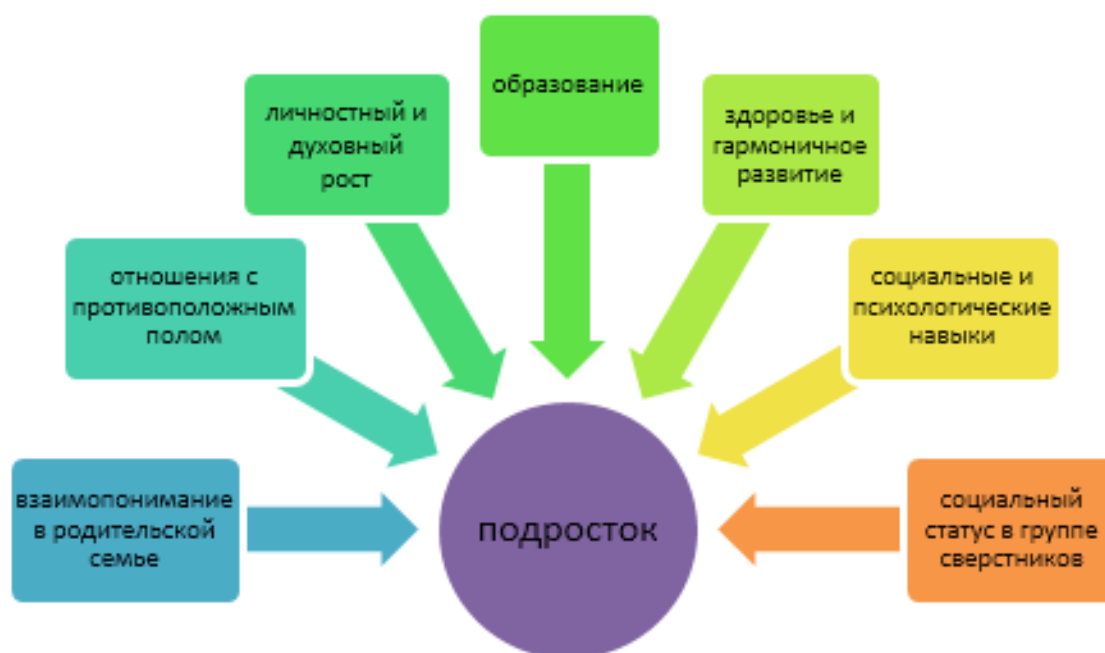 образование
личностный и
духовный
рост
здоровье и
гармоничное
развитие
отношения с
противоположным
полом
социальные и
психологические
навыки
взаимопонимание
в родительской
семье
подросток
социальный
статус в группе
сверстников